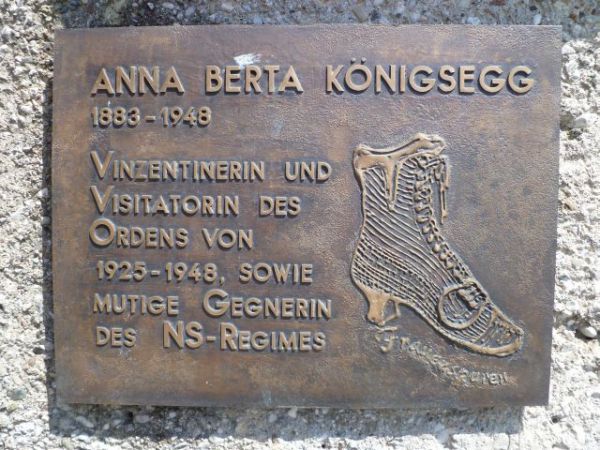 ANNA BERTA KÖNIGSEGG
1883-1948
VINZENTINERIN UND
VISITATORIN DES
ORDENS VON
1925-1948, SOWIE
MUTIGE GEGNERIN
DES NS-REGIMES
Frauenspuren